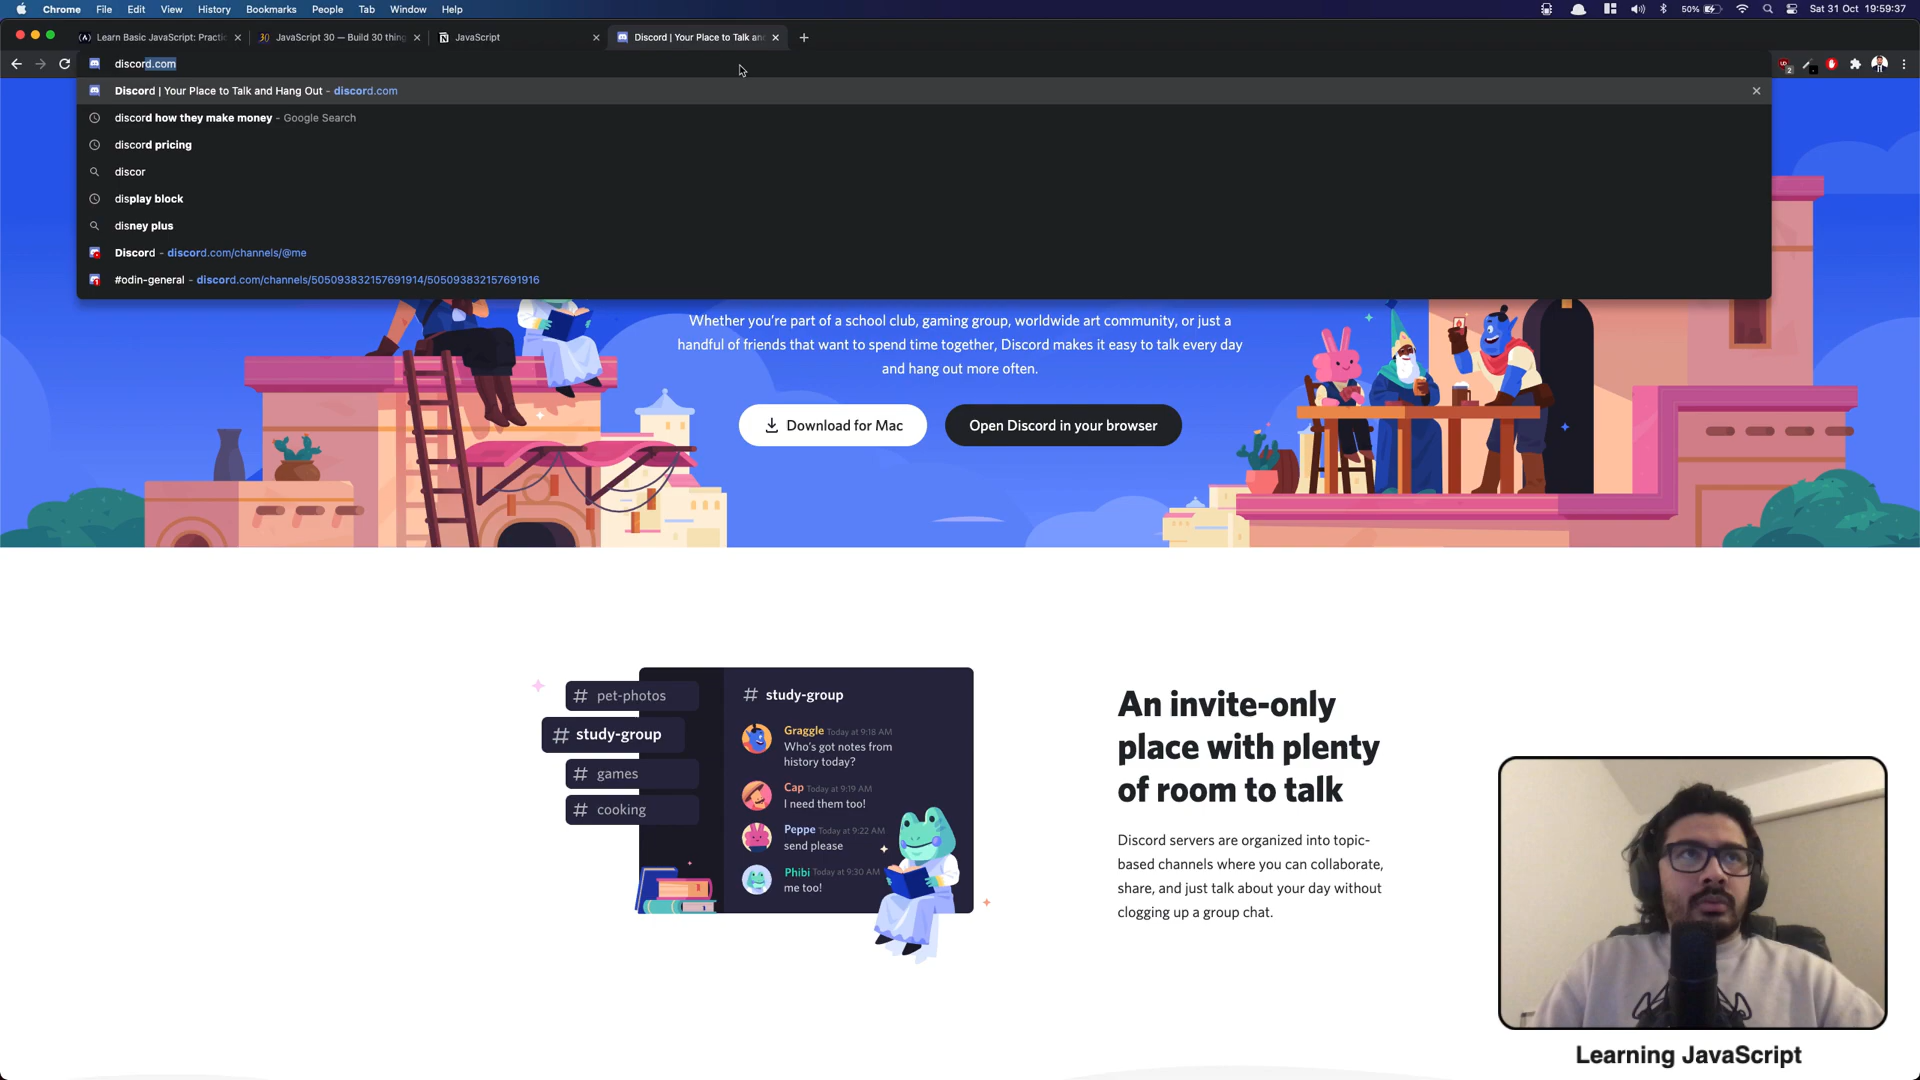 Chrome File Edit View History Bookmarks People Tab Window Help
50% Sat 31 Oct 19:59:37
Learn Basic JavaScript: Practic
JavaScript 30 — Build 30 thing
JavaScript
Discord | Your Place to Talk an
discord.com
Discord | Your Place to Talk and Hang Out - discord.com
discord how they make money - Google Search
discord pricing
discor
display block
disney plus
Discord - discord.com/channels/@me
#odin-general - discord.com/channels/505093832157691914/505093832157691916
Whether you're part of a school club, gaming group, worldwide art community, or just a
handful of friends that want to spend time together, Discord makes it easy to talk every day
and hang out more often.
Download for Mac
Open Discord in your browser
# pet-photos
# study-group
# games
# cooking
# study-group
Graggle Today at 9:18 AM
Who's got notes from
history today?
Cap Today at 9:19 AM
I need them too!
Peppe Today at 9:22 AM
send please
Phibi Today at 9:30 AM
me too!
An invite-only
place with plenty
of room to talk
Discord servers are organized into topic-
based channels where you can collaborate,
share, and just talk about your day without
clogging up a group chat.
Learning JavaScript